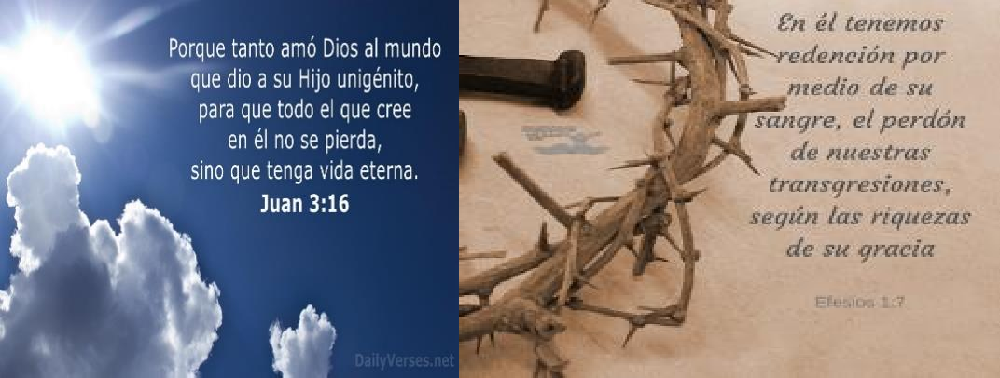 Porque tanto amó Dios al mundo
que dio a su Hijo unigénito,
para que todo el que cree
en él no se pierda,
sino que tenga vida eterna.
Juan 3:16
DailyVerses.net
En él tenemos
redención por
medio de su
sangre, el perdón
de nuestras
transgresiones,
según las riquezas
de su gracia
Efesios 1:7